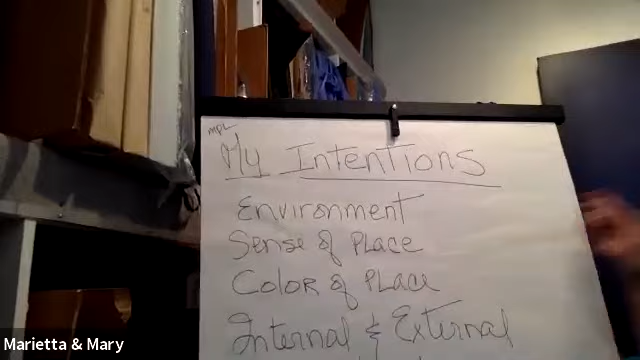 MPL
My Intentions
Environment
Sense of Place
Color of Place
Internal & External
Marietta & Mary